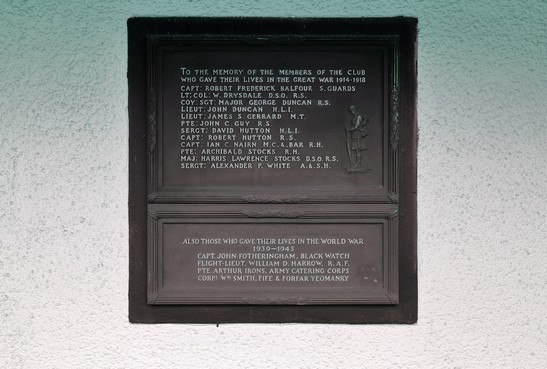 TO THE MEMORY OF THE MEMBERS OF THE CLUB
WHO GAVE THEIR LIVES IN THE GREAT WAR 1914-1918
CAPT: ROBERT FREDERICK BALFOUR S. GUARDS
LT: COL: W. DRYSDALE D.S.O. R.S.
COY: SGT MAJOR GEORGE DUNCAN R.S.
LIEUT: JOHN DUNCAN H.L.I.
LIEUT: JAMES S GERRARD M.T.
PTE: JOHN C. GUY R.S.
SERGT: DAVID HUTTON H.L.I.
CAPT: ROBERT HUTTON R.S.
CAPT: IAN C NAIRN M.C. & BAR R.H.
PTE: ARCHIBALD STOCKS R.H.
MAJ: HARRIS LAWRENCE STOCKS D.S.O. R.S.
SERGT: ALEXANDER F. WHITE A.& S.H.
ALSO THOSE WHO GAVE THEIR LIVES IN THE WORLD WAR
1939-1945
CAPT. JOHN FOTHERINGHAM, BLACK WATCH
FLIGHT-LIEUT. WILLIAM D. HARROW, R.A.F.
PTE. ARTHUR IRONS, ARMY CATERING CORPS
CORPL WM SMITH, FIFE & FORFAR YEOMANRY